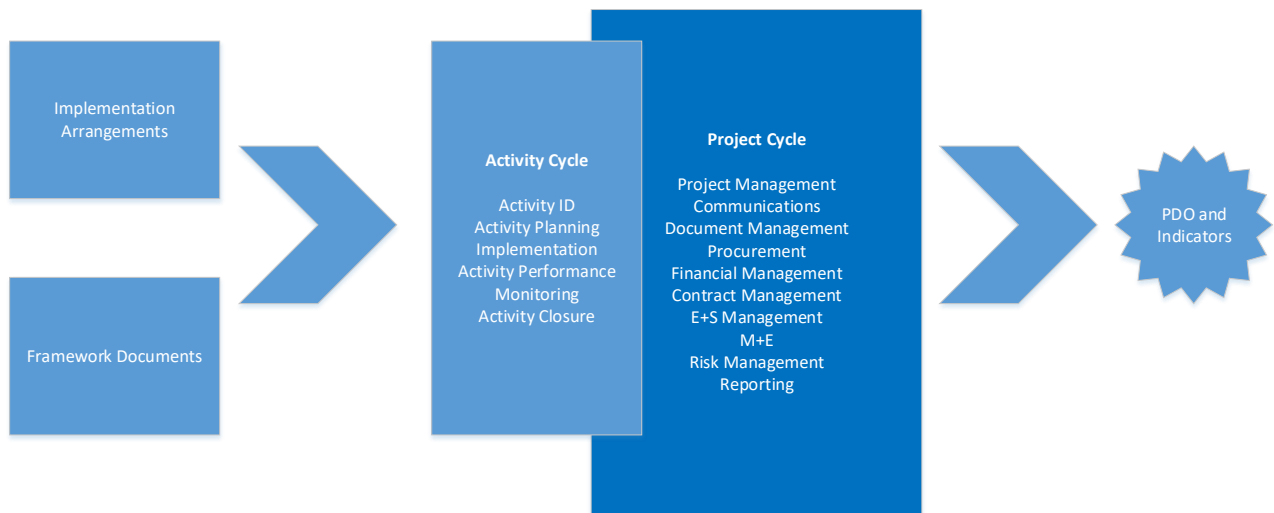 Implementation
Arrangements
Framework Documents
Activity Cycle
Activity ID
Activity Planning
Implementation
Activity Performance
Monitoring
Activity Closure
Project Cycle
Project Management
Communications
Document Management
Procurement
Financial Management
Contract Management
E+S Management
M+E
Risk Management
Reporting
PDO and
Indicators